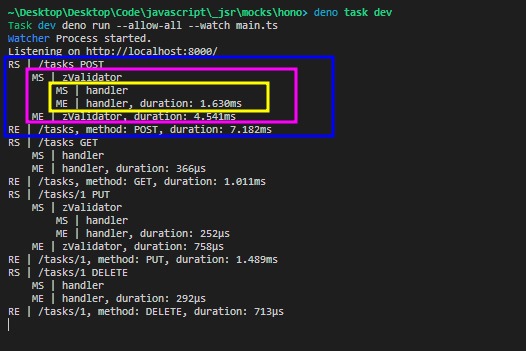 ~\Desktop\Desktop\Code\javascript\_jsr\mocks\hono> deno task dev
Task dev deno run --allow-all --watch main.ts
Watcher Process started.
Listening on http://localhost:8000/
RS | /tasks POST
MS | zValidator
MS | handler
ME | handler, duration: 1.630ms
ME | zValidator, duration: 4.541ms
RE | /tasks, method: POST, duration: 7.182ms
RS | /tasks GET
MS | handler
ME | handler, duration: 366µs
RE | /tasks, method: GET, duration: 1.011ms
RS | /tasks/1 PUT
MS | zValidator
MS | handler
ME | handler, duration: 252µs
ME | zValidator, duration: 758µs
RE | /tasks/1, method: PUT, duration: 1.489ms
RS | /tasks/1 DELETE
MS | handler
ME | handler, duration: 292µs
RE | /tasks/1, method: DELETE, duration: 713µs